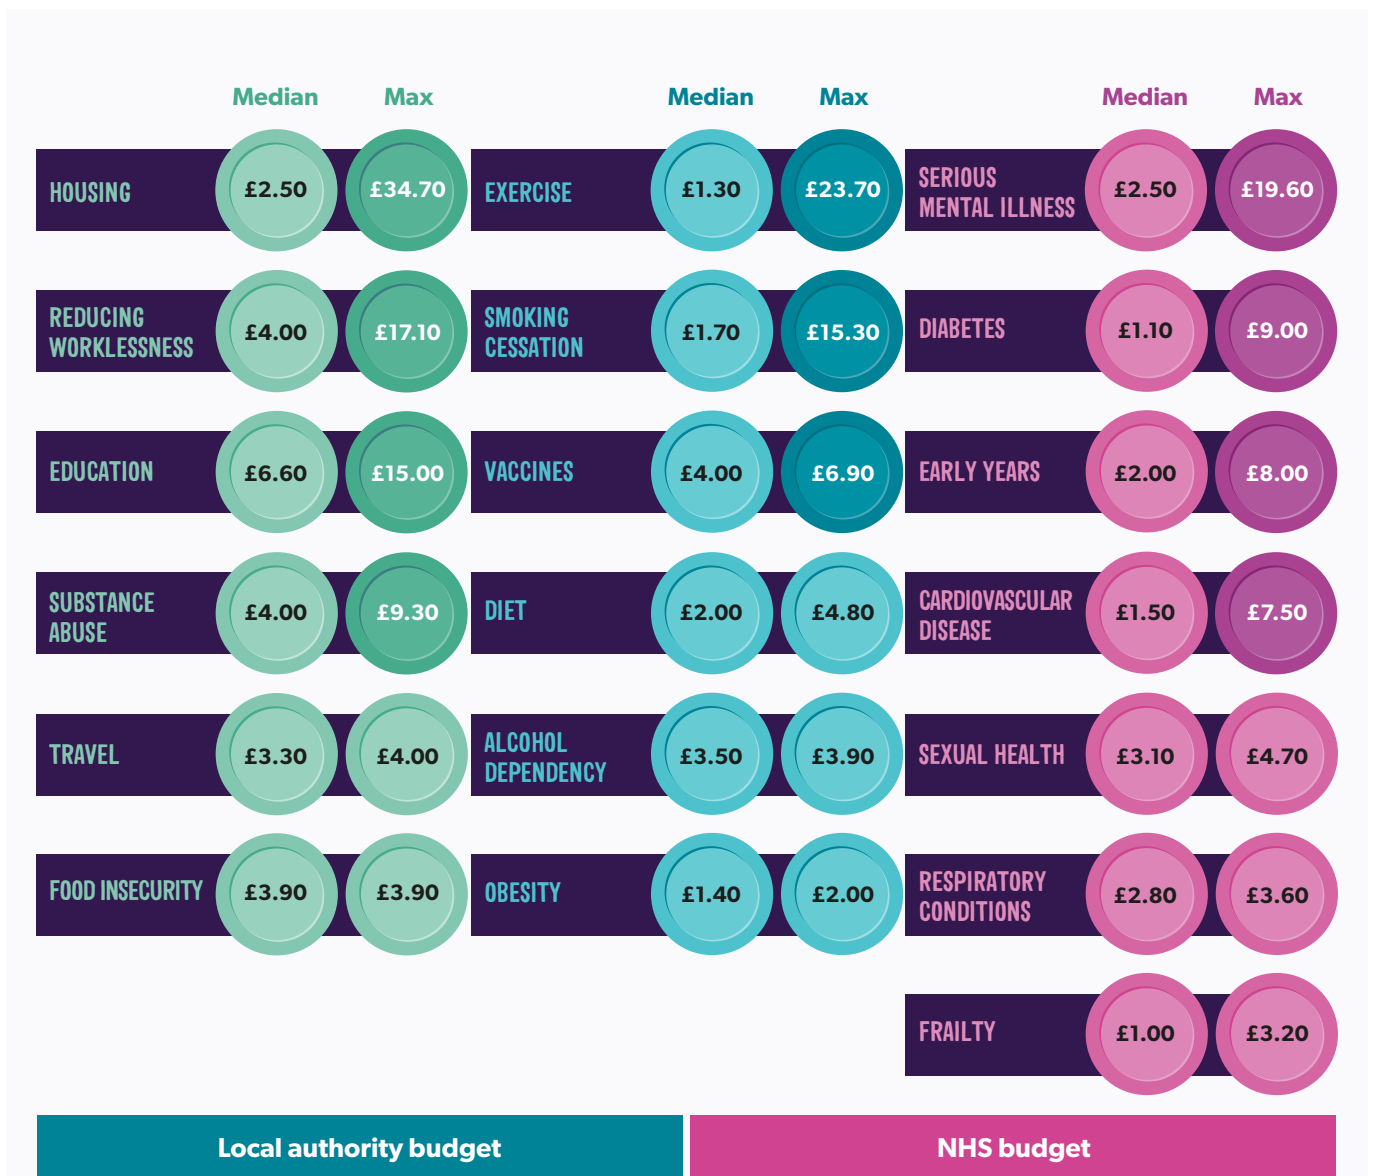 Median Max Median Max Median Max
HOUSING £2.50 £34.70 EXERCISE £1.30 £23.70 SERIOUS
MENTAL ILLNESS £2.50 £19.60
REDUCING
WORKLESSNESS £4.00 £17.10 SMOKING
CESSATION £1.70 £15.30 DIABETES £1.10 £9.00
EDUCATION £6.60 £15.00 VACCINES £4.00 £6.90 EARLY YEARS £2.00 £8.00
SUBSTANCE
ABUSE £4.00 £9.30 DIET £2.00 £4.80 CARDIOVASCULAR
DISEASE £1.50 £7.50
TRAVEL £3.30 £4.00 ALCOHOL
DEPENDENCY £3.50 £3.90 SEXUAL HEALTH £3.10 £4.70
FOOD INSECURITY £3.90 £3.90 OBESITY £1.40 £2.00 RESPIRATORY
CONDITIONS £2.80 £3.60
FRAILTY £1.00 £3.20
Local authority budget NHS budget